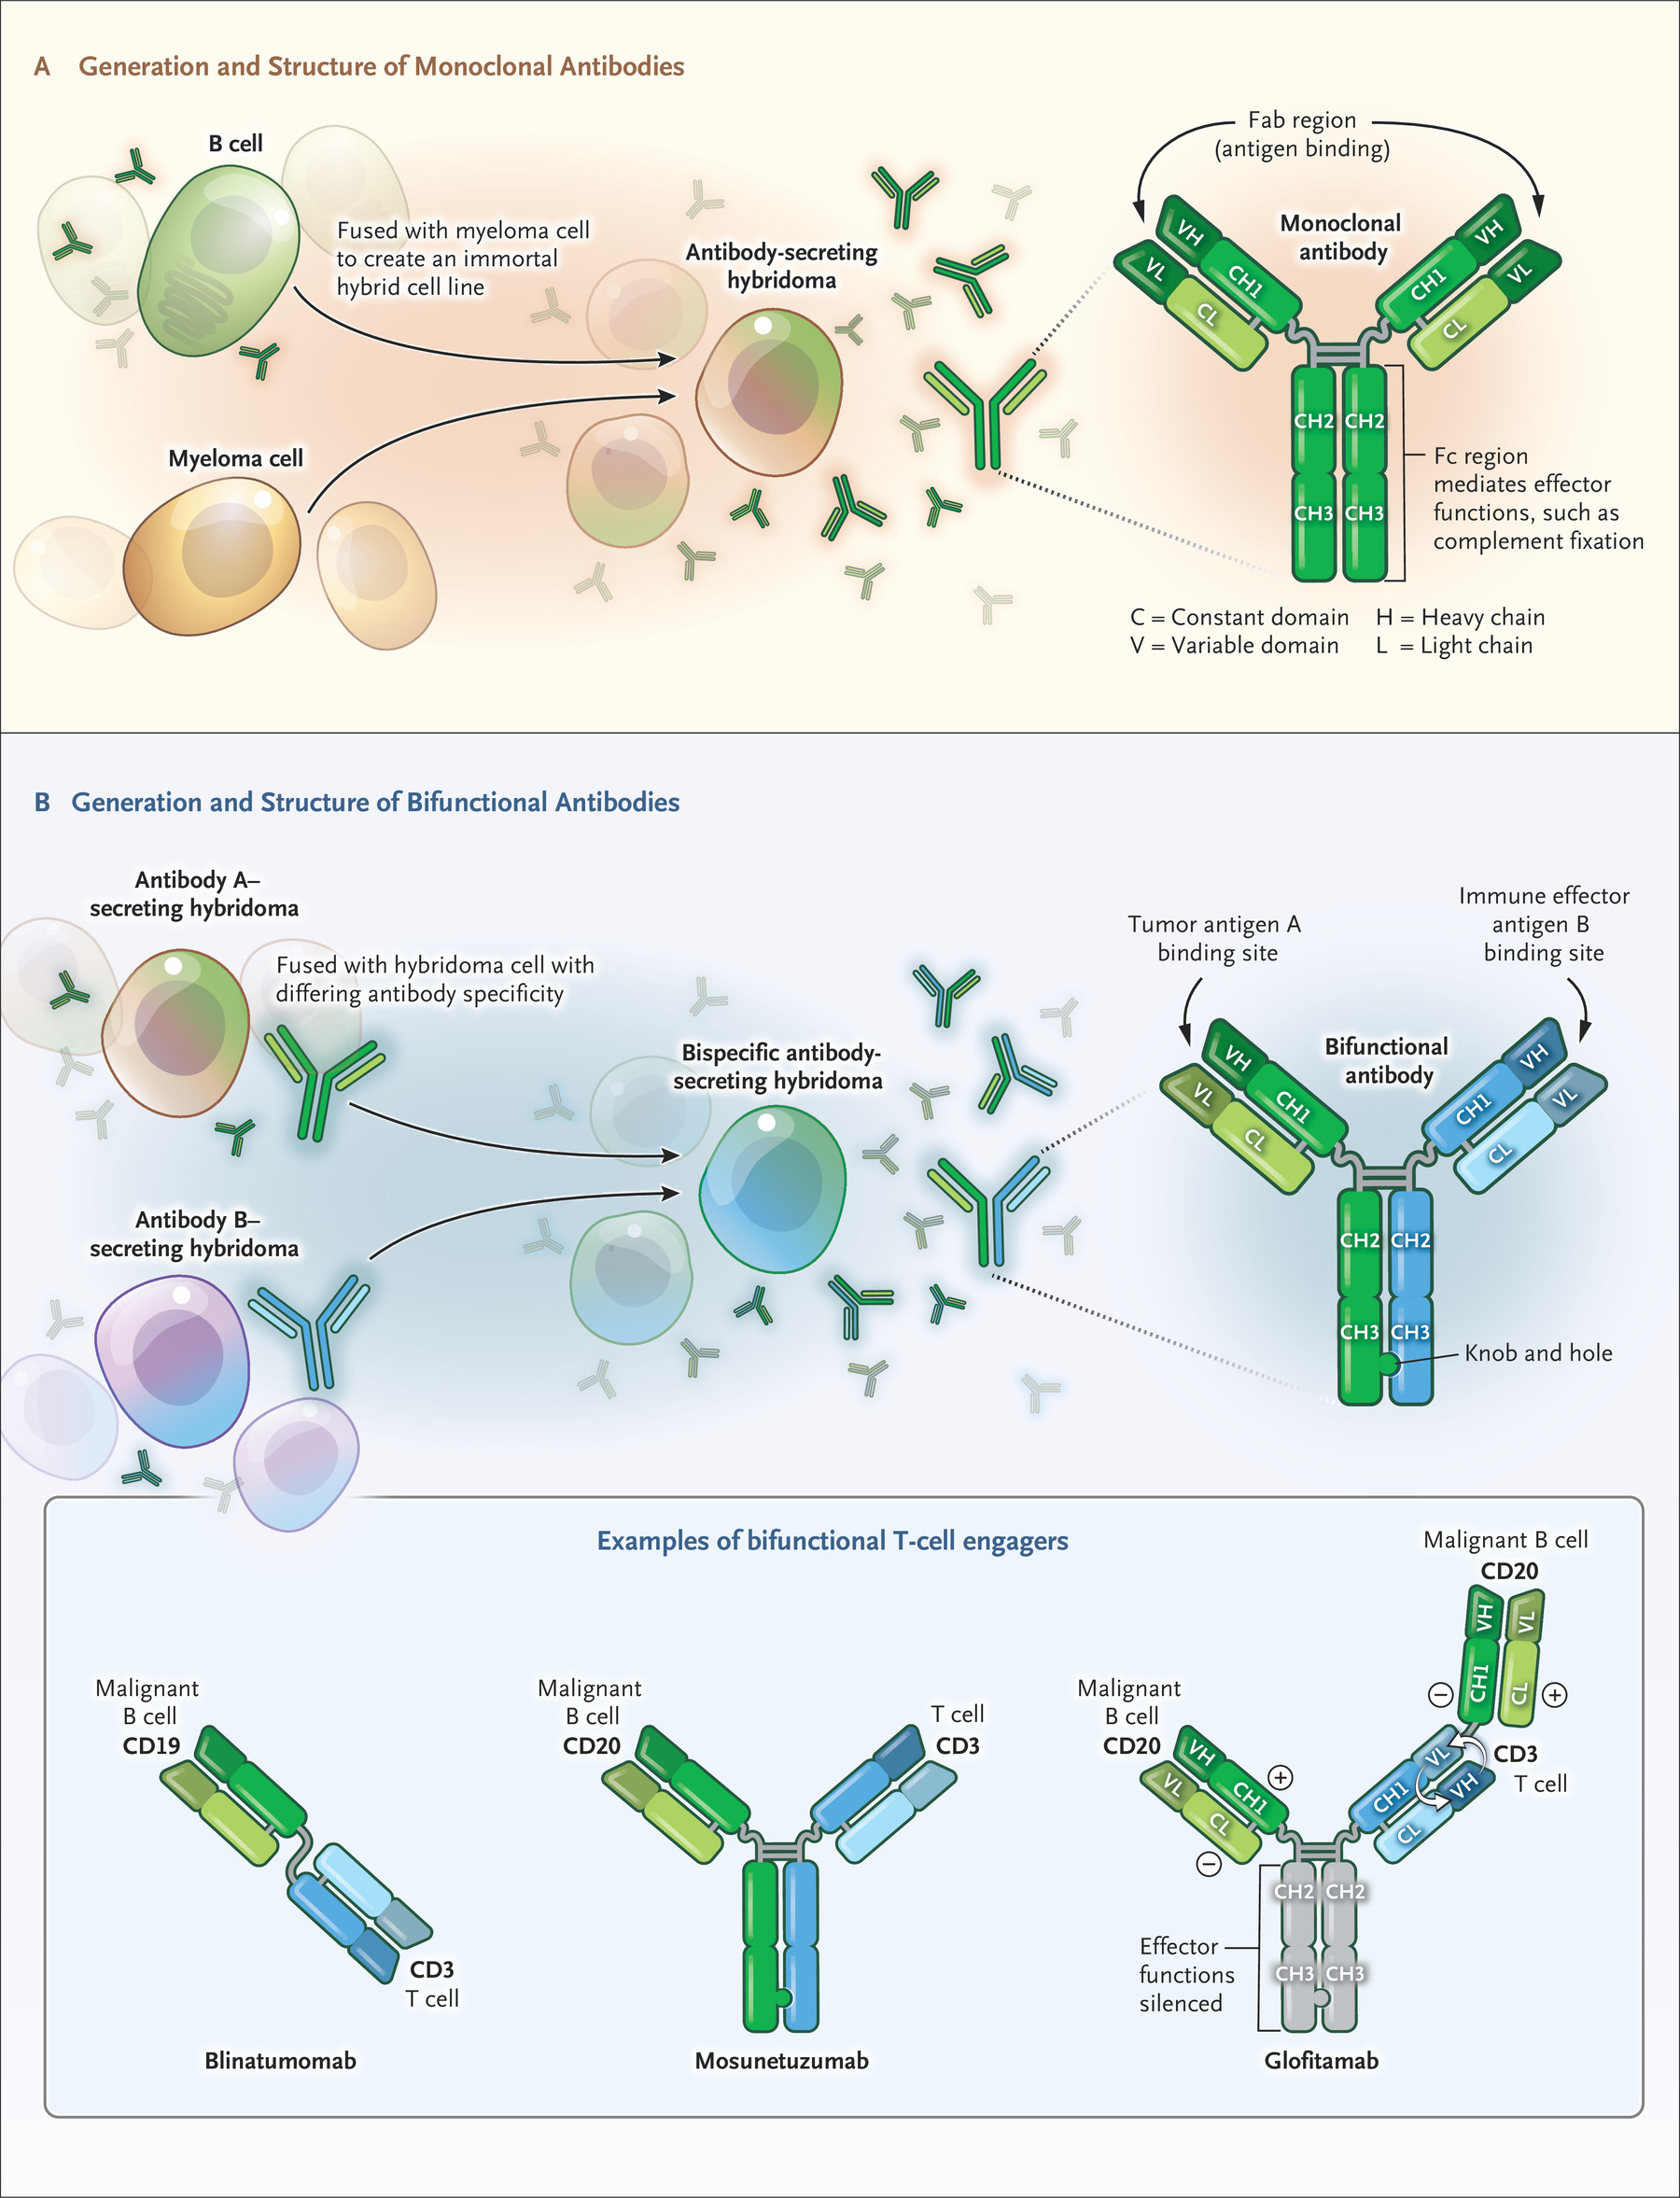 A Generation and Structure of Monoclonal Antibodies
B cell
Fused with myeloma cell
to create an immortal
hybrid cell line
Myeloma cell
Antibody-secreting
hybridoma
Fab region
(antigen binding)
Monoclonal
antibody
VH
VL
CH1
CL
VH
VL
CH1
CL
CH2 CH2
CH3 CH3
Fc region
mediates effector
functions, such as
complement fixation
C = Constant domain H = Heavy chain
V = Variable domain L = Light chain
B Generation and Structure of Bifunctional Antibodies
Antibody A–
secreting hybridoma
Fused with hybridoma cell with
differing antibody specificity
Antibody B–
secreting hybridoma
Bispecific antibody-
secreting hybridoma
Tumor antigen A
binding site
Immune effector
antigen B
binding site
Bifunctional
antibody
VH
VL
CH1
CL
VH
VL
CH1
CL
CH2 CH2
CH3 CH3
Knob and hole
Examples of bifunctional T-cell engagers
Malignant
B cell
CD19
CD3
T cell
Blinatumomab
Malignant
B cell
CD20
T cell
CD3
Mosunetuzumab
Malignant B cell
CD20
VH VL
CH1 CL
− +
Malignant
B cell
CD20
VH
VL
CH1
CL
+
−
VL
VH
CH1
CL
CD3
T cell
CH2 CH2
CH3 CH3
Effector
functions
silenced
Glofitamab